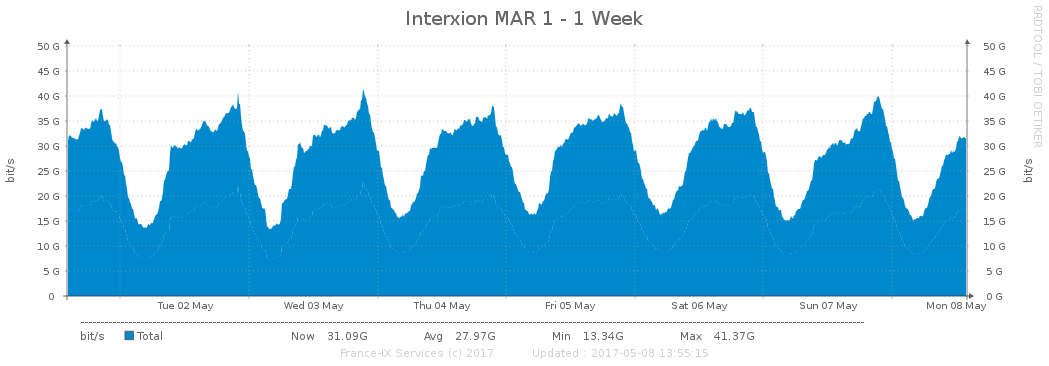 Interxion MAR 1 - 1 Week
RRDTOOL / TOBI OETIKER
50 G 50 G
45 G 45 G
40 G 40 G
35 G 35 G
30 G 30 G
25 G 25 G
20 G 20 G
15 G 15 G
10 G 10 G
5 G 5 G
0 0 G
bit/s bit/s
Tue 02 May Wed 03 May Thu 04 May Fri 05 May Sat 06 May Sun 07 May Mon 08 May
bit/s Total Now 31.09G Avg 27.97G Min 13.34G Max 41.37G
France-IX Services (c) 2017 Updated : 2017-05-08 13:55:15